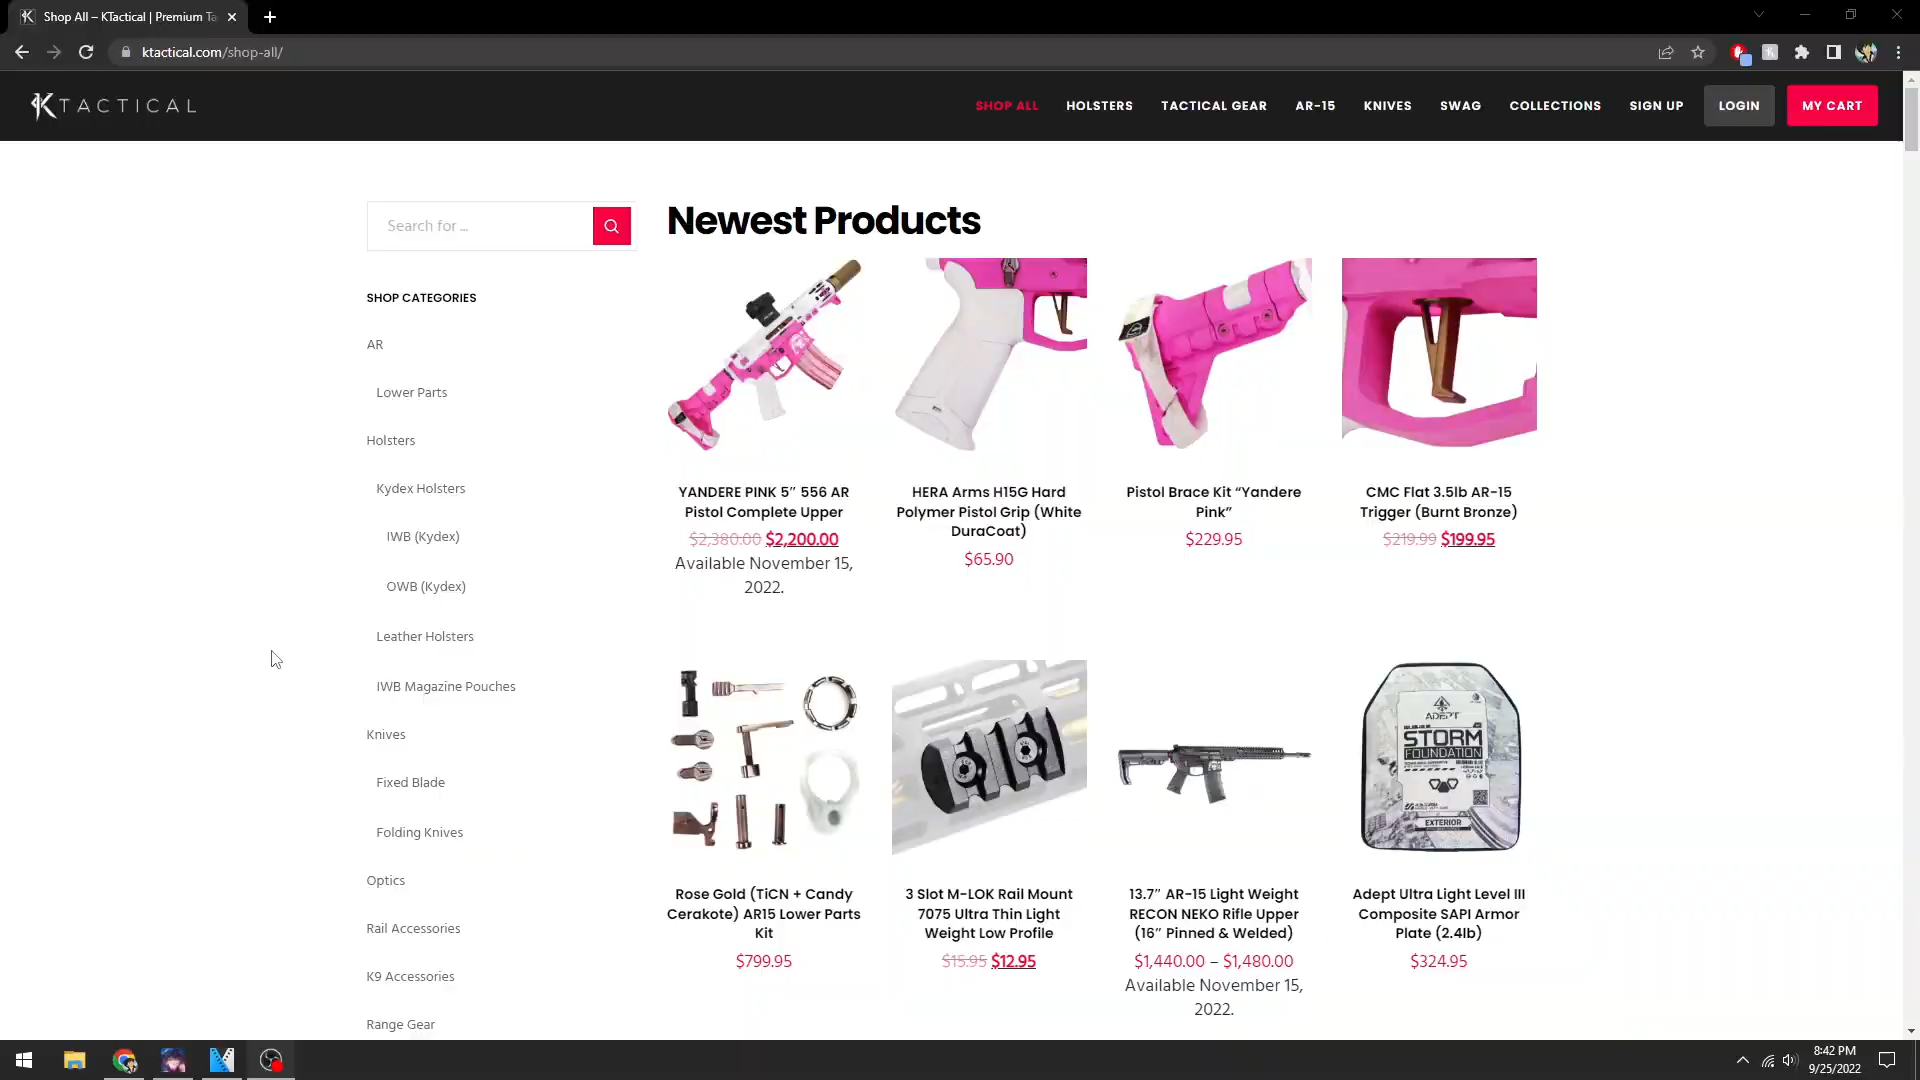 Shop All – KTactical | Premium Ta
ktactical.com/shop-all/
KTACTICAL
SHOP ALL
HOLSTERS
TACTICAL GEAR
AR-15
KNIVES
SWAG
COLLECTIONS
SIGN UP
LOGIN
MY CART
Search for ...
SHOP CATEGORIES
AR
Lower Parts
Holsters
Kydex Holsters
IWB (Kydex)
OWB (Kydex)
Leather Holsters
IWB Magazine Pouches
Knives
Fixed Blade
Folding Knives
Optics
Rail Accessories
K9 Accessories
Range Gear
Newest Products
YANDERE PINK 5″ 556 AR
Pistol Complete Upper
$2,380.00 $2,200.00
Available November 15,
2022.
HERA Arms H15G Hard
Polymer Pistol Grip (White
DuraCoat)
$65.90
Pistol Brace Kit “Yandere
Pink”
$229.95
CMC Flat 3.5lb AR-15
Trigger (Burnt Bronze)
$219.99 $199.95
Rose Gold (TiCN + Candy
Cerakote) AR15 Lower Parts
Kit
$799.95
3 Slot M-LOK Rail Mount
7075 Ultra Thin Light
Weight Low Profile
$15.95 $12.95
13.7″ AR-15 Light Weight
RECON NEKO Rifle Upper
(16″ Pinned & Welded)
$1,440.00 – $1,480.00
Available November 15,
2022.
ADEPT
STORM
FOUNDATION
EXTERIOR
Adept Ultra Light Level III
Composite SAPI Armor
Plate (2.4lb)
$324.95
8:42 PM
9/25/2022